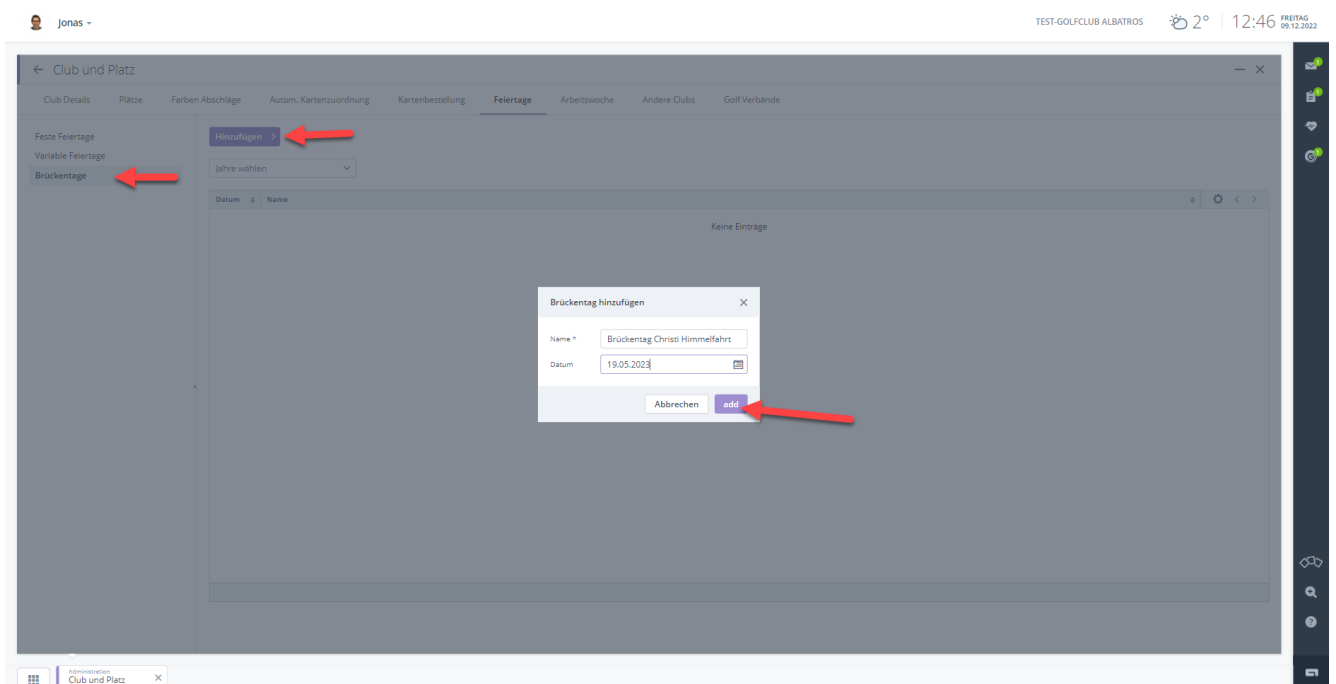 Jonas
TEST-GOLFCLUB ALBATROS
2°
12:46
FREITAG
09.12.2022
Club und Platz
Club Details
Plätze
Farben Abschläge
Autom. Kartenzuordnung
Kartenbestellung
Feiertage
Arbeitswoche
Andere Clubs
Golf Verbände
Feste Feiertage
Variable Feiertage
Brückentage
Hinzufügen
Jahre wählen
Datum
Name
Keine Einträge
Brückentag hinzufügen
Name *
Brückentag Christi Himmelfahrt
Datum
19.05.2023
Abbrechen
add
Administration
Club und Platz